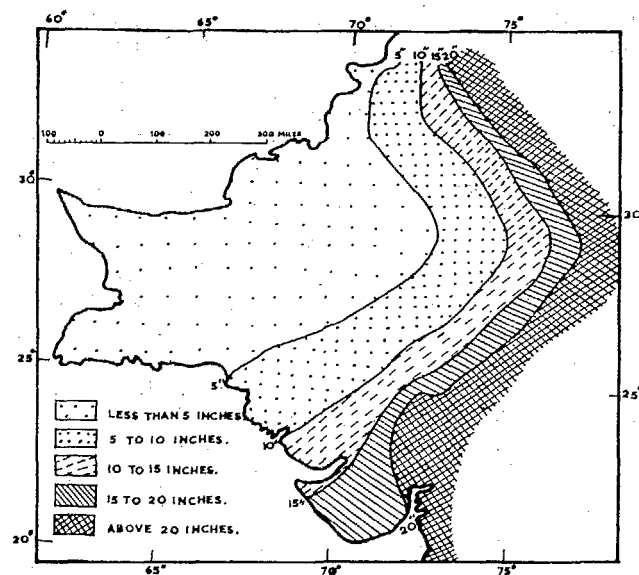 60° 65° 70° 75°
5" 10" 15" 20"
100 0 100 200 300 MILES
30° 30°
25° 25°
5"
10"
15"
20"
LESS THAN 5 INCHES.
5 TO 10 INCHES.
10 TO 15 INCHES.
15 TO 20 INCHES.
ABOVE 20 INCHES.
20°
65° 70° 75°